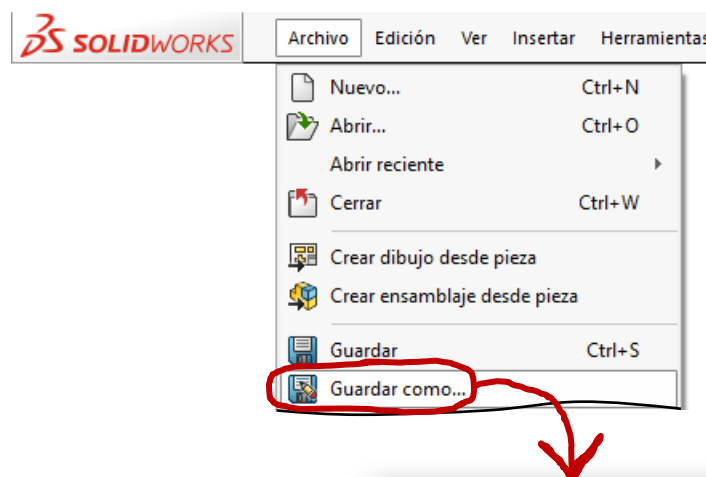 SOLIDWORKS Archivo Edición Ver Insertar Herramientas
Nuevo... Ctrl+N
Abrir... Ctrl+O
Abrir reciente
Cerrar Ctrl+W
Crear dibujo desde pieza
Crear ensamblaje desde pieza
Guardar Ctrl+S
Guardar como...